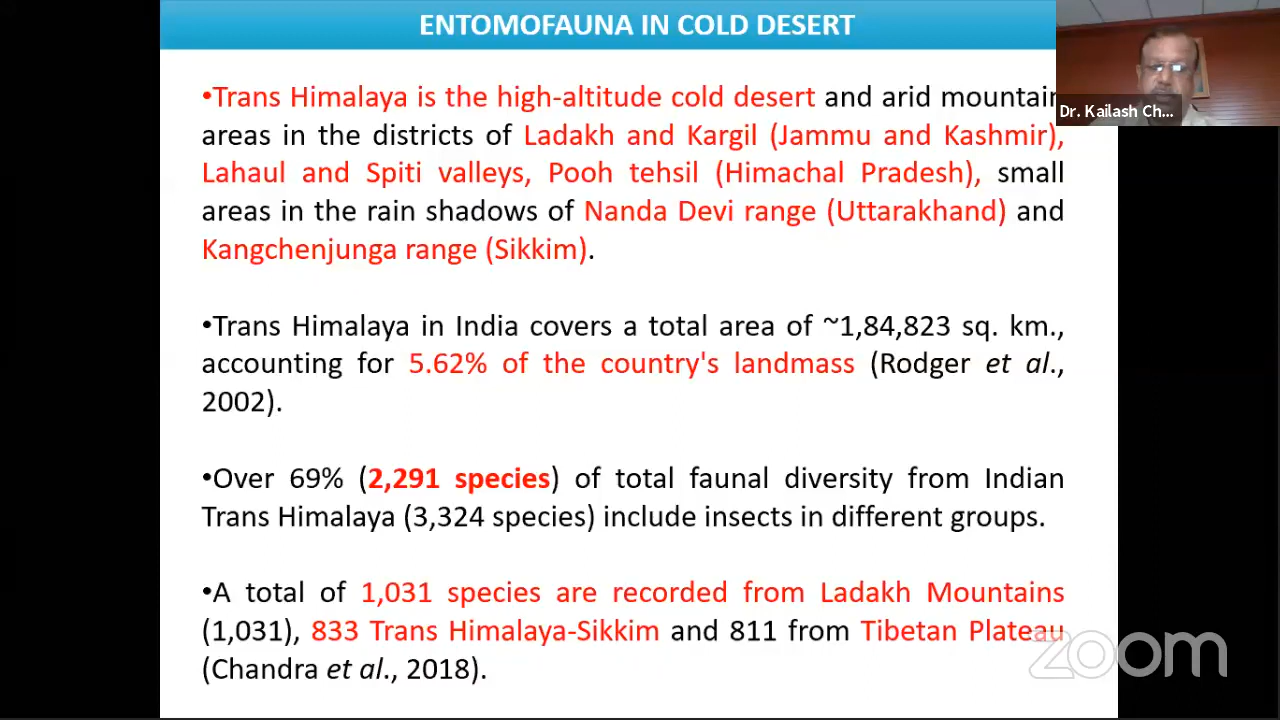 ENTOMOFAUNA IN COLD DESERT
•Trans Himalaya is the high-altitude cold desert and arid mountain
areas in the districts of Ladakh and Kargil (Jammu and Kashmir),
Lahaul and Spiti valleys, Pooh tehsil (Himachal Pradesh), small
areas in the rain shadows of Nanda Devi range (Uttarakhand) and
Kangchenjunga range (Sikkim).
•Trans Himalaya in India covers a total area of ~1,84,823 sq. km.,
accounting for 5.62% of the country's landmass (Rodger et al.,
2002).
•Over 69% (2,291 species) of total faunal diversity from Indian
Trans Himalaya (3,324 species) include insects in different groups.
•A total of 1,031 species are recorded from Ladakh Mountains
(1,031), 833 Trans Himalaya-Sikkim and 811 from Tibetan Plateau
(Chandra et al., 2018).
Dr. Kailash Ch...
zoom